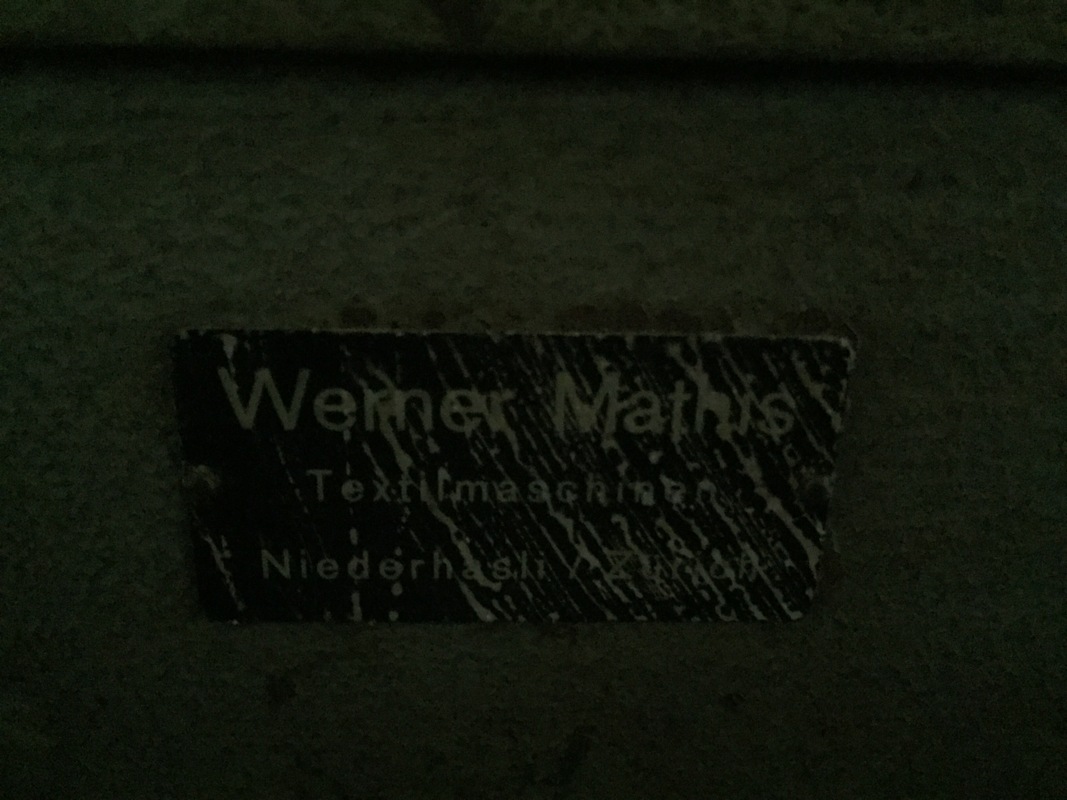 Werner Mathis
Textilmaschinen
Niederhasli / Zürich